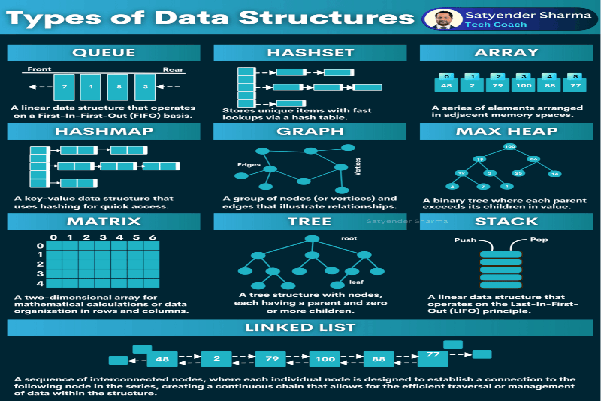 Types of Data Structures
Satyender Sharma
Tech Coach
QUEUE
Front Rear
7 1 8 3
A linear data structure that operates
on a First-In-First-Out (FIFO) basis.
HASHSET
Stores unique items with fast
lookups via a hash table.
ARRAY
0 1 2 3 4 5
48 2 79 100 88 77
A series of elements arranged
in adjacent memory spaces.
HASHMAP
A key-value data structure that
uses hashing for quick access
GRAPH
Edges
Vertices
A group of nodes (or vortices) and
edges that illustrate relationships.
MAX HEAP
100
A binary tree where each parent
exceeds its children in value.
Satyender Sharma
MATRIX
0 1 2 3 4 5 6
0
1
2
3
4
A two-dimensional array for
mathematical calculations or data
organization in rows and columns.
TREE
root
leaf
A tree structure with nodes,
each having a parent and zero
or more children.
STACK
Push Pop
A linear data structure that
operates on the Last-In-First-
Out (LIFO) principle.
LINKED LIST
48 2 79 100 88 77
A sequence of interconnected nodes, where each individual node is designed to establish a connection to the
following node in the series, creating a continuous chain that allows for the efficient traversal or management
of data within the structure.